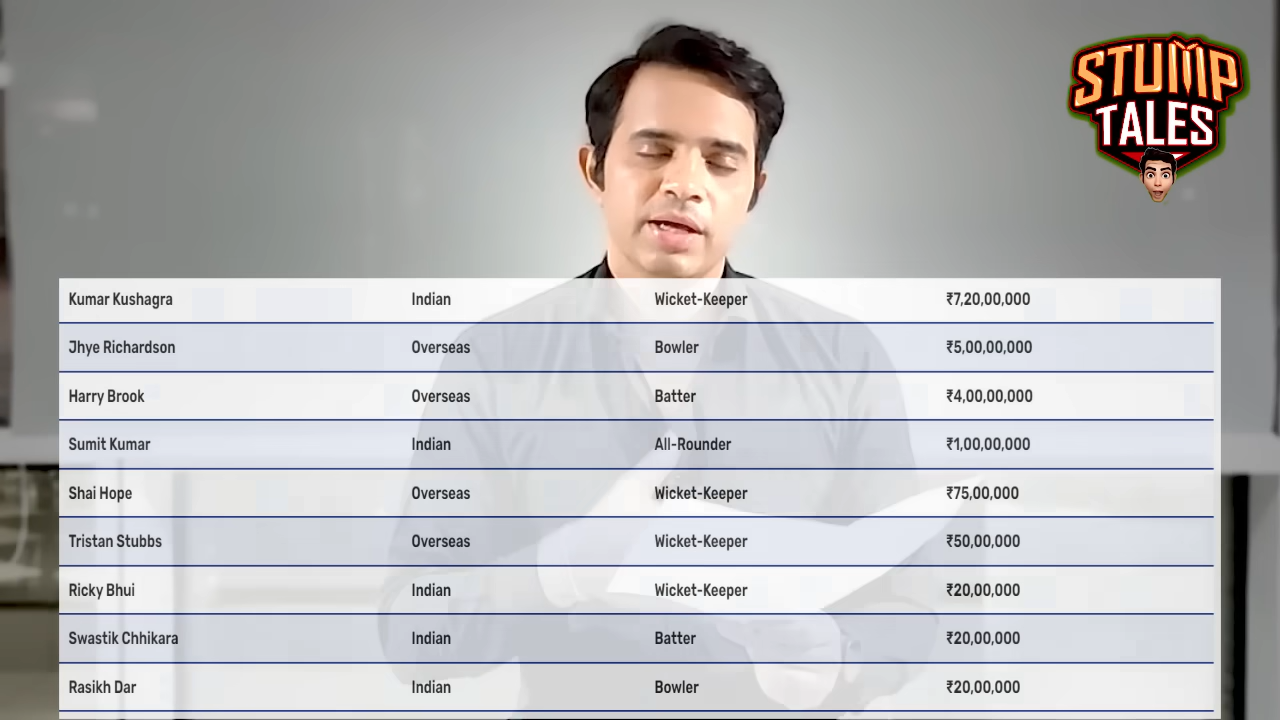 STUMP
TALES
Kumar Kushagra Indian Wicket-Keeper ₹7,20,00,000
Jhye Richardson Overseas Bowler ₹5,00,00,000
Harry Brook Overseas Batter ₹4,00,00,000
Sumit Kumar Indian All-Rounder ₹1,00,00,000
Shai Hope Overseas Wicket-Keeper ₹75,00,000
Tristan Stubbs Overseas Wicket-Keeper ₹50,00,000
Ricky Bhui Indian Wicket-Keeper ₹20,00,000
Swastik Chhikara Indian Batter ₹20,00,000
Rasikh Dar Indian Bowler ₹20,00,000